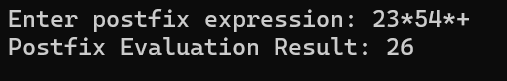 Enter postfix expression: 23*54*+
Postfix Evaluation Result: 26